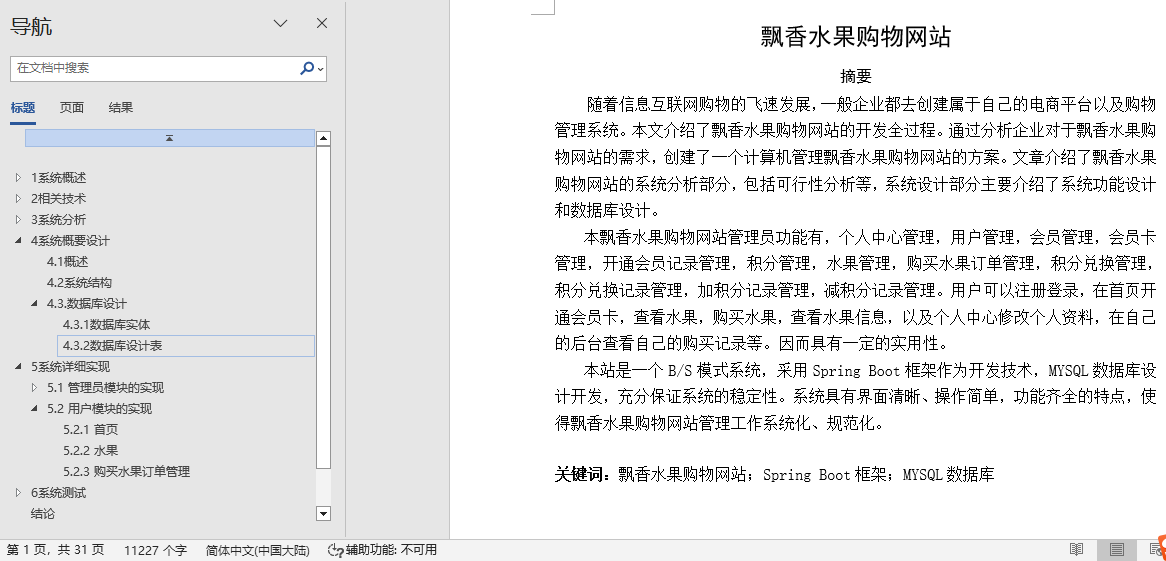 导航
在文档中搜索
标题 页面 结果
1系统概述
2相关技术
3系统分析
4系统概要设计
4.1概述
4.2系统结构
4.3.数据库设计
4.3.1数据库实体
4.3.2数据库设计表
5系统详细实现
5.1 管理员模块的实现
5.2 用户模块的实现
5.2.1 首页
5.2.2 水果
5.2.3 购买水果订单管理
6系统测试
结论
飘香水果购物网站
摘要
随着信息互联网购物的飞速发展，一般企业都去创建属于自己的电商平台以及购物
管理系统。本文介绍了飘香水果购物网站的开发全过程。通过分析企业对于飘香水果购
物网站的需求，创建了一个计算机管理飘香水果购物网站的方案。文章介绍了飘香水果
购物网站的系统分析部分，包括可行性分析等，系统设计部分主要介绍了系统功能设计
和数据库设计。
本飘香水果购物网站管理员功能有，个人中心管理，用户管理，会员管理，会员卡
管理，开通会员记录管理，积分管理，水果管理，购买水果订单管理，积分兑换管理，
积分兑换记录管理，加积分记录管理，减积分记录管理。用户可以注册登录，在首页开
通会员卡，查看水果，购买水果，查看水果信息，以及个人中心修改个人资料，在自己
的后台查看自己的购买记录等。因而具有一定的实用性。
本站是一个 B/S 模式系统，采用 Spring Boot 框架作为开发技术，MYSQL 数据库设
计开发，充分保证系统的稳定性。系统具有界面清晰、操作简单，功能齐全的特点，使
得飘香水果购物网站管理工作系统化、规范化。
关键词：飘香水果购物网站；Spring Boot 框架；MYSQL 数据库
第 1 页，共 31 页 11227 个字 简体中文(中国大陆) 辅助功能: 不可用